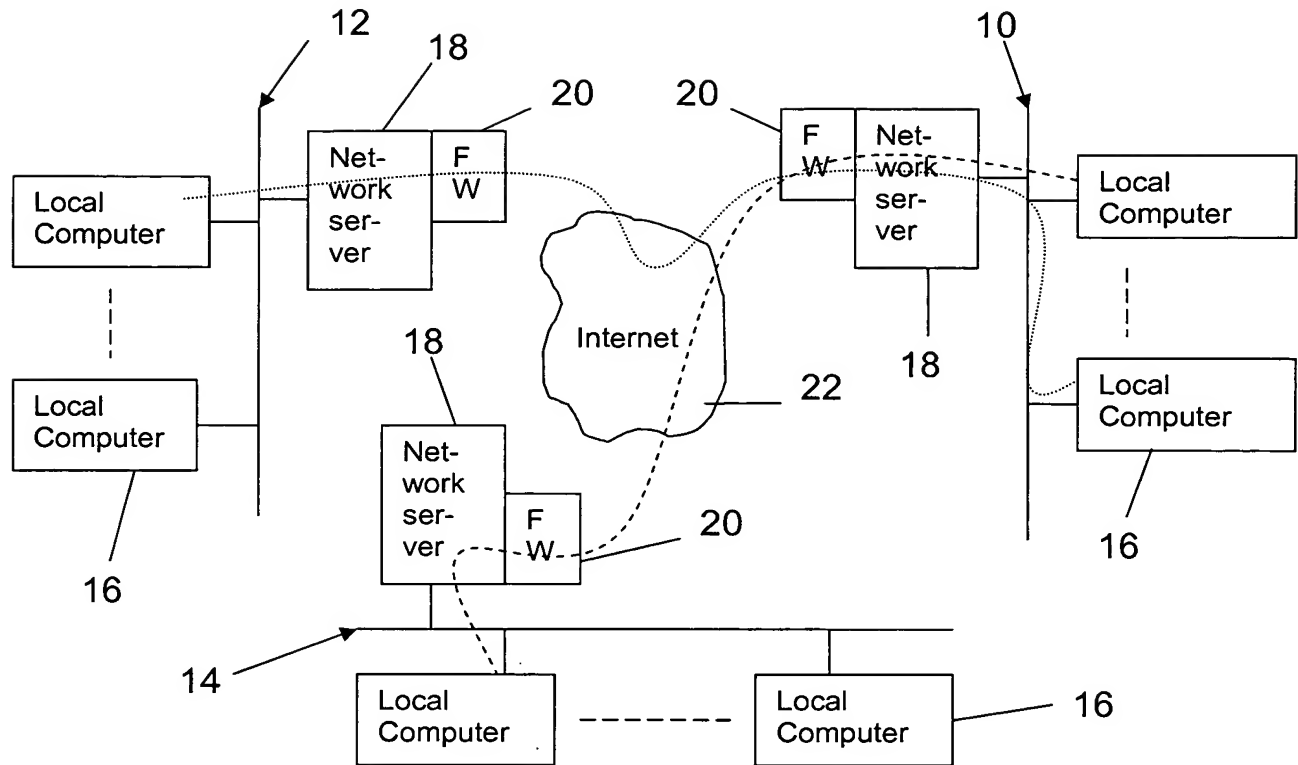 12
18
20
20
10
F
W
Net-
work
ser-
ver
F
W
Net-
work
ser-
ver
Local
Computer
Local
Computer
Internet
18
18
22
Local
Computer
Local
Computer
16
Net-
work
ser-
ver
F
W
20
16
14
Local
Computer
Local
Computer
16